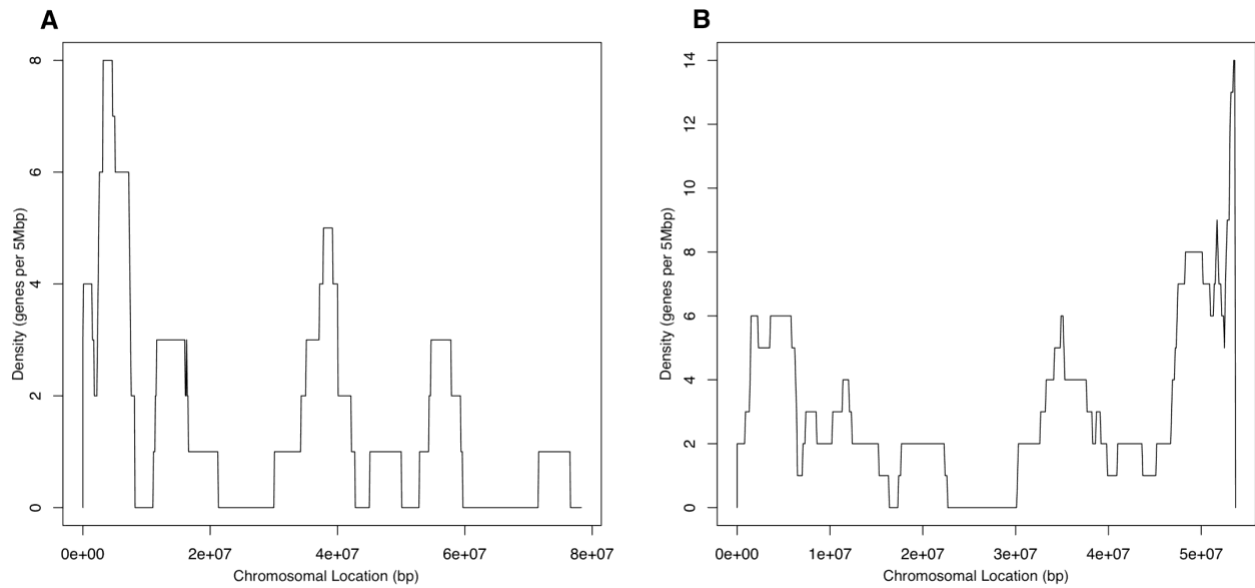 A
Density (genes per 5Mbp)
8
6
4
2
0
0e+00 2e+07 4e+07 6e+07 8e+07
Chromosomal Location (bp)
B
Density (genes per 5Mbp)
14
12
10
8
6
4
2
0
0e+00 1e+07 2e+07 3e+07 4e+07 5e+07
Chromosomal Location (bp)